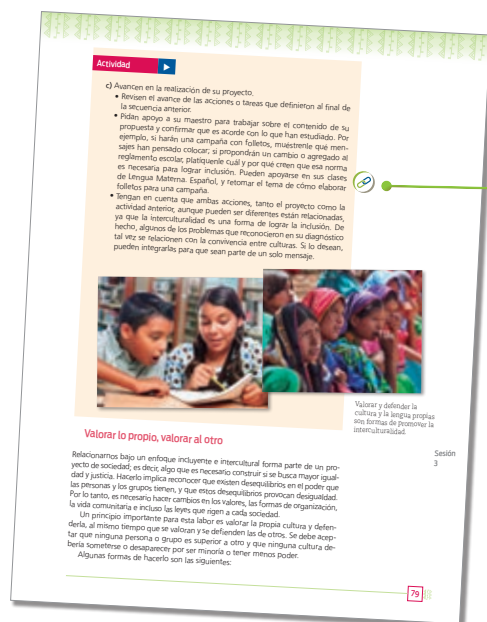 Actividad
c) Avancen en la realización de su proyecto.
• Revisen el avance de las acciones o tareas que definieron al final de
la secuencia anterior.
• Pidan apoyo a su maestro para trabajar sobre el contenido de su
propuesta y confirmar que es acorde con lo que han estudiado. Por
ejemplo, si harán una campaña con folletos, muéstrenle qué men-
sajes han pensado colocar; si propondrán un cambio o agregado al
reglamento escolar, platíquenle cuál y por qué creen que esa norma
es necesaria para lograr inclusión. Pueden apoyarse en sus clases
de Lengua Materna. Español, y retomar el tema de cómo elaborar
folletos para una campaña.
• Tengan en cuenta que ambas acciones, tanto el proyecto como la
actividad anterior, aunque pueden ser diferentes están relacionadas,
ya que la interculturalidad es una forma de lograr la inclusión. De
hecho, algunos de los problemas que reconocieron en su diagnóstico
tal vez se relacionen con la convivencia entre culturas. Si lo desean,
pueden integrarlas para que sean parte de un solo mensaje.
Valorar y defender la
cultura y la lengua propias
son formas de promover la
interculturalidad.
Valorar lo propio, valorar al otro
Sesión
3
Relacionarnos bajo un enfoque incluyente e intercultural forma parte de un pro-
yecto de sociedad; es decir, algo que es necesario construir si se busca mayor igual-
dad y justicia. Hacerlo implica reconocer que existen desequilibrios en el poder que
las personas y los grupos tienen, y que estos desequilibrios provocan desigualdad.
Por lo tanto, es necesario hacer cambios en los valores, las formas de organización,
la vida comunitaria e incluso las leyes que rigen a cada sociedad.
Un principio importante para esta labor es valorar la propia cultura y defen-
derla, al mismo tiempo que se valoran y se defienden las de otros. Se debe acep-
tar que ninguna persona o grupo es superior a otro y que ninguna cultura de-
bería someterse o desaparecer por ser minoría o tener menos poder.
Algunas formas de hacerlo son las siguientes:
79